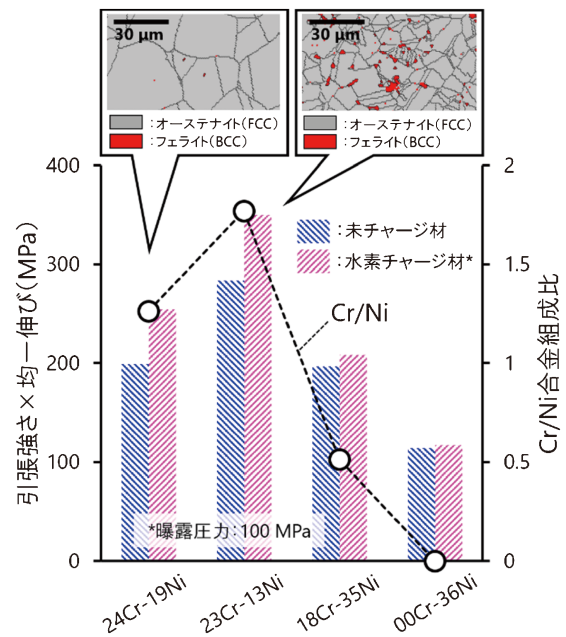 30 μm
:オーステナイト(FCC)
:フェライト(BCC)
30 μm
:オーステナイト(FCC)
:フェライト(BCC)
引張強さ×均一伸び(MPa)
400
300
200
100
0
:未チャージ材
:水素チャージ材*
Cr/Ni
*曝露圧力:100 MPa
2
1.5
1
0.5
0
Cr/Ni合金組成比
24Cr-19Ni
23Cr-13Ni
18Cr-35Ni
00Cr-36Ni